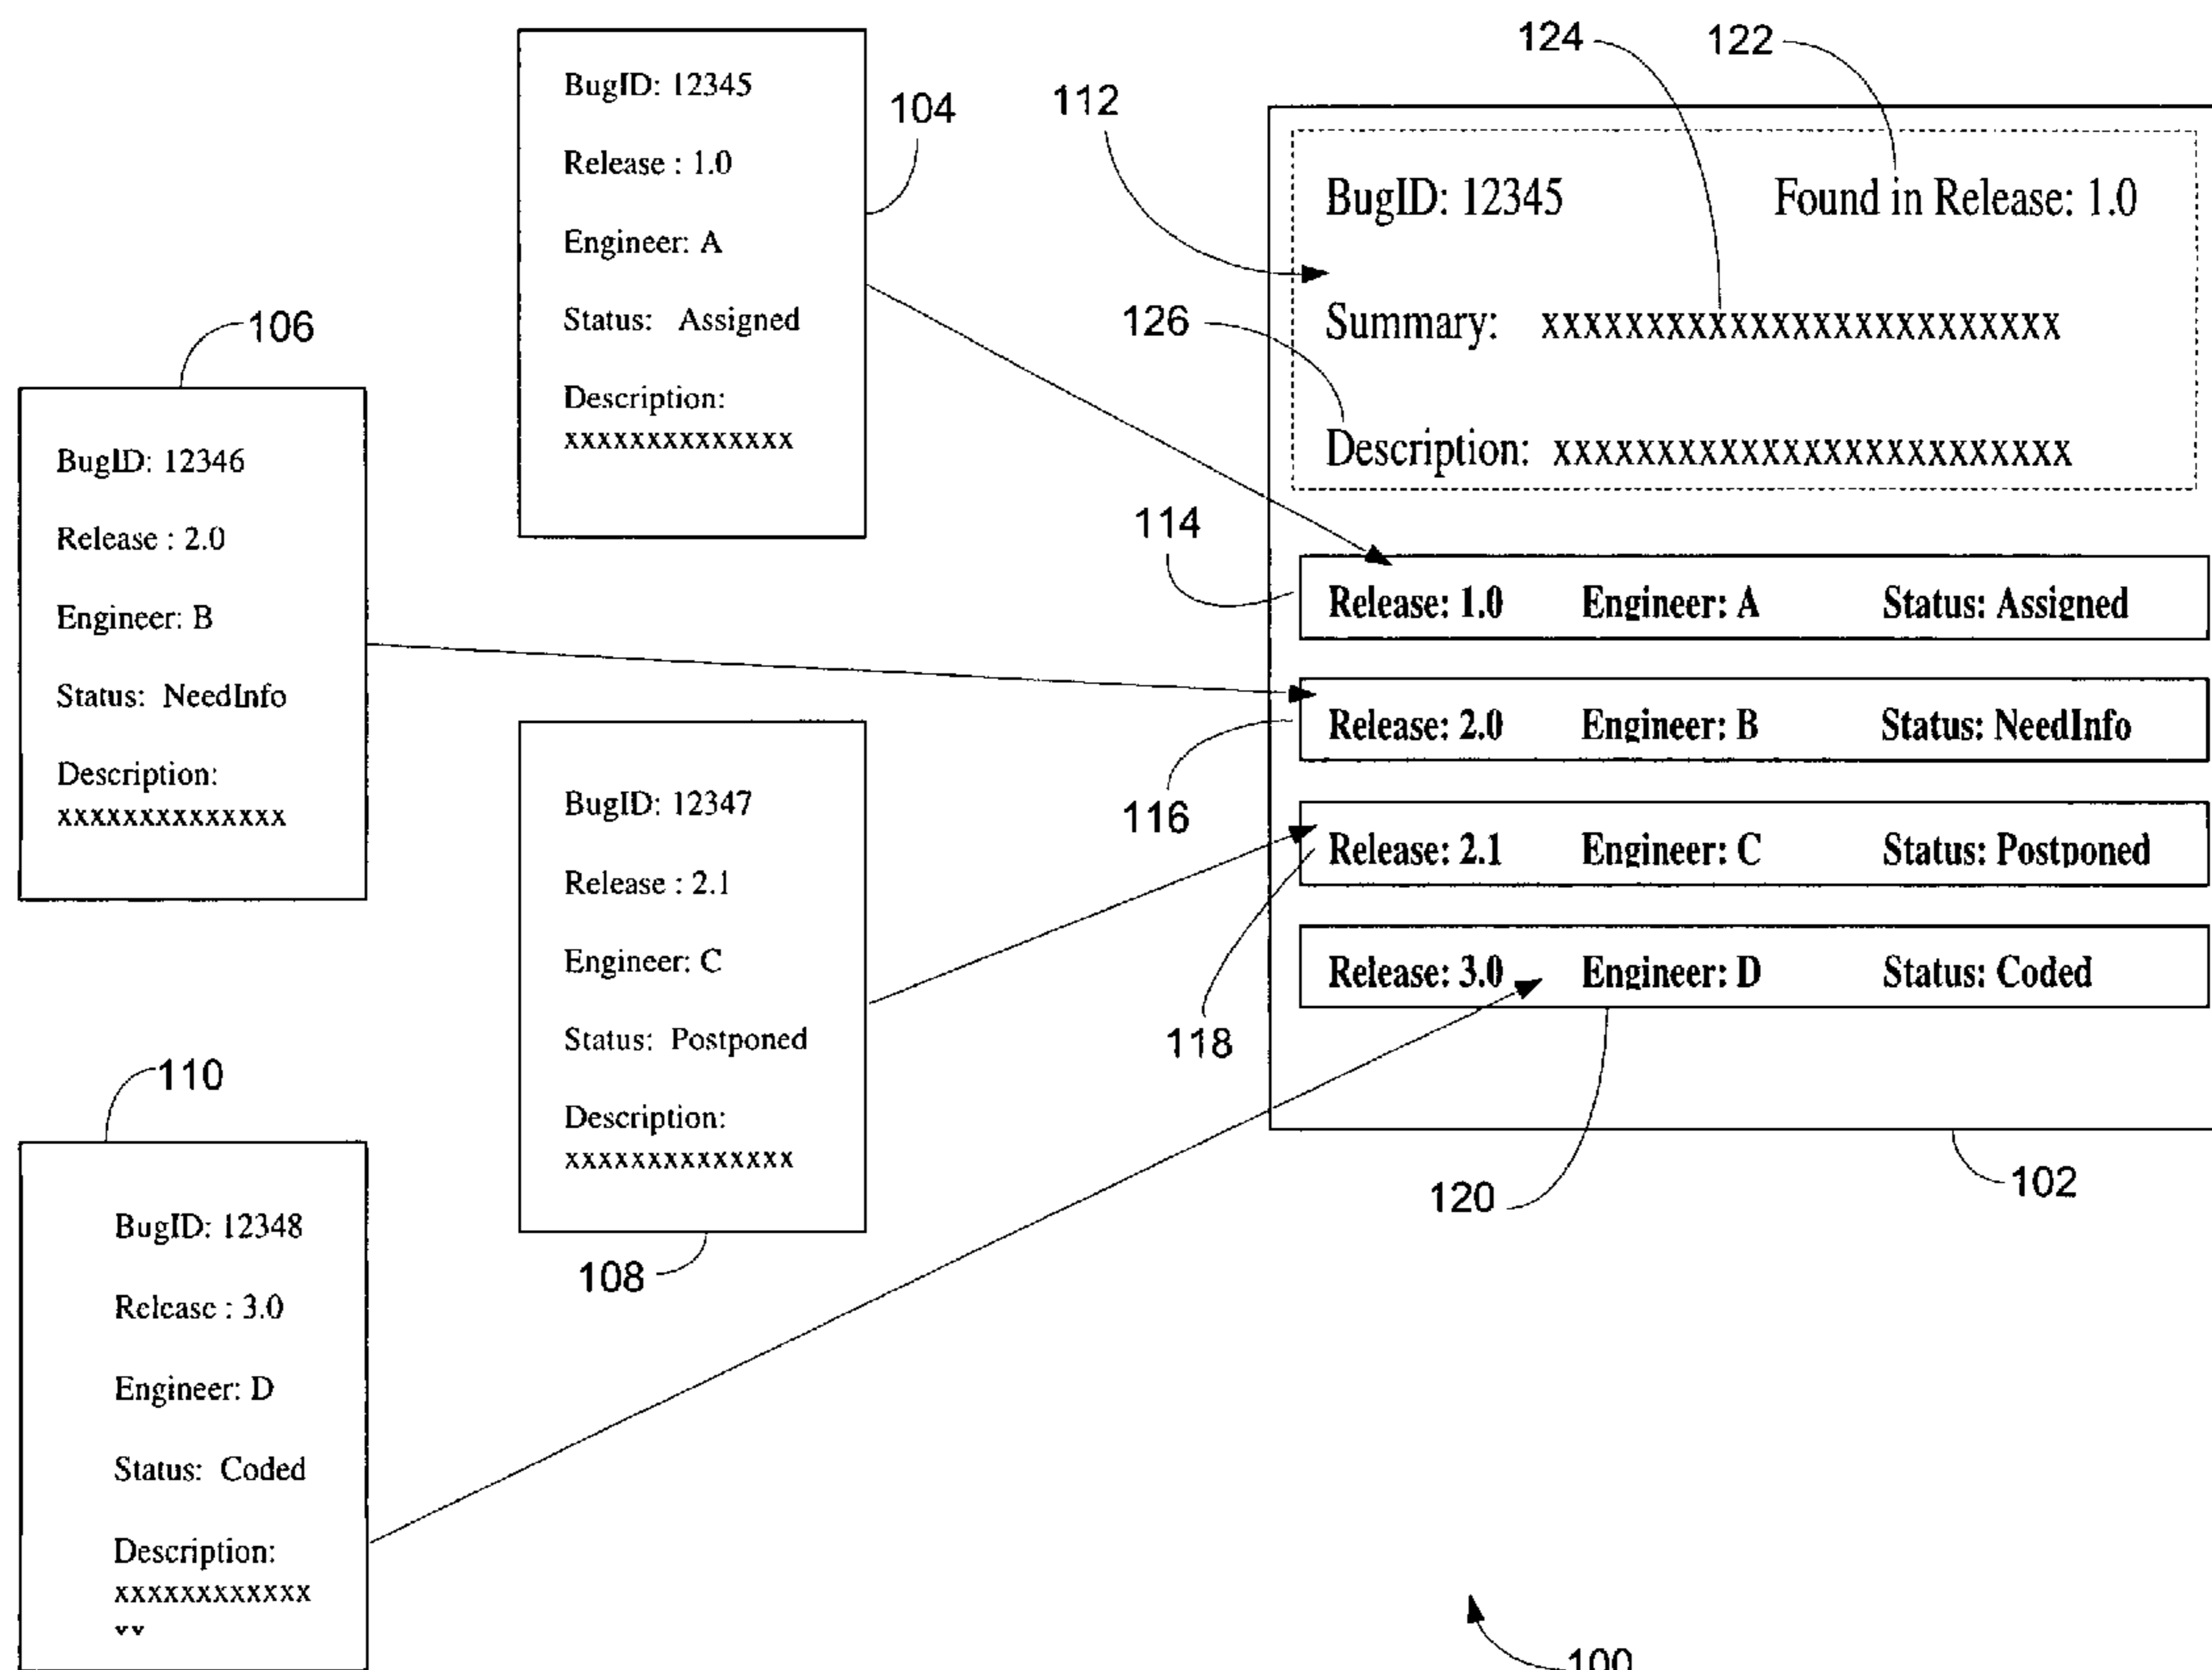 124
122
112
104
BugID: 12345
Release : 1.0
Engineer: A
Status: Assigned
Description:
xxxxxxxxxxxxxx
106
BugID: 12346
Release : 2.0
Engineer: B
Status: NeedInfo
Description:
xxxxxxxxxxxxxx
BugID: 12347
Release : 2.1
Engineer: C
Status: Postponed
Description:
xxxxxxxxxxxxxx
108
110
BugID: 12348
Release : 3.0
Engineer: D
Status: Coded
Description:
xxxxxxxxxxxx
BugID: 12345 Found in Release: 1.0
126
Summary: xxxxxxxxxxxxxxxxxxxxxxxxx
Description: xxxxxxxxxxxxxxxxxxxxxxxxx
114
Release: 1.0 Engineer: A Status: Assigned
Release: 2.0 Engineer: B Status: NeedInfo
116
Release: 2.1 Engineer: C Status: Postponed
Release: 3.0 Engineer: D Status: Coded
118
120
102
100